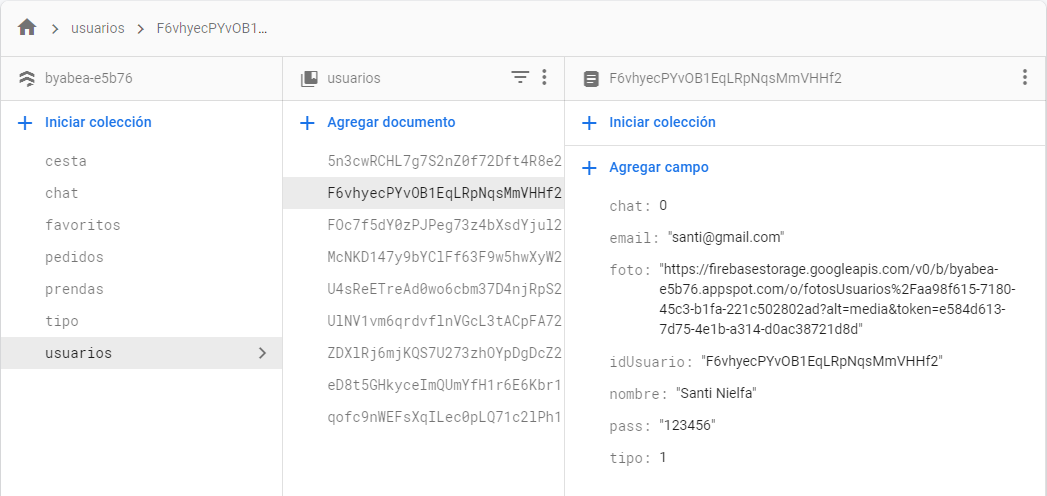 usuarios
F6vhyecPYvOB1...
byabea-e5b76
usuarios
F6vhyecPYvOB1EqLRpNqsMmVHHf2
Iniciar colección
Agregar documento
Iniciar colección
cesta
chat
favoritos
pedidos
prendas
tipo
usuarios
5n3cwRCHL7g7S2nZ0f72Dft4R8e2
F6vhyecPYvOB1EqLRpNqsMmVHHf2
FOc7f5dY0zPJPeg73z4bXsdYjul2
McNKD147y9bYClFf63F9w5hwXyW2
U4sReETreAd0wo6cbm37D4njRpS2
UlNV1vm6qrdvflnVGcL3tACpFA72
ZDXlRj6mjKQS7U273zhOYpDgDcZ2
eD8t5GHkyceImQUmYfH1r6E6Kbr1
qofc9nWEFsXqILec0pLQ71c2lPh1
Agregar campo
chat: 0
email: "santi@gmail.com"
foto: "https://firebasestorage.googleapis.com/v0/b/byabea-
e5b76.appspot.com/o/fotosUsuarios%2Faa98f615-7180-
45c3-b1fa-221c502802ad?alt=media&token=e584d613-
7d75-4e1b-a314-d0ac38721d8d"
idUsuario: "F6vhyecPYvOB1EqLRpNqsMmVHHf2"
nombre: "Santi Nielfa"
pass: "123456"
tipo: 1